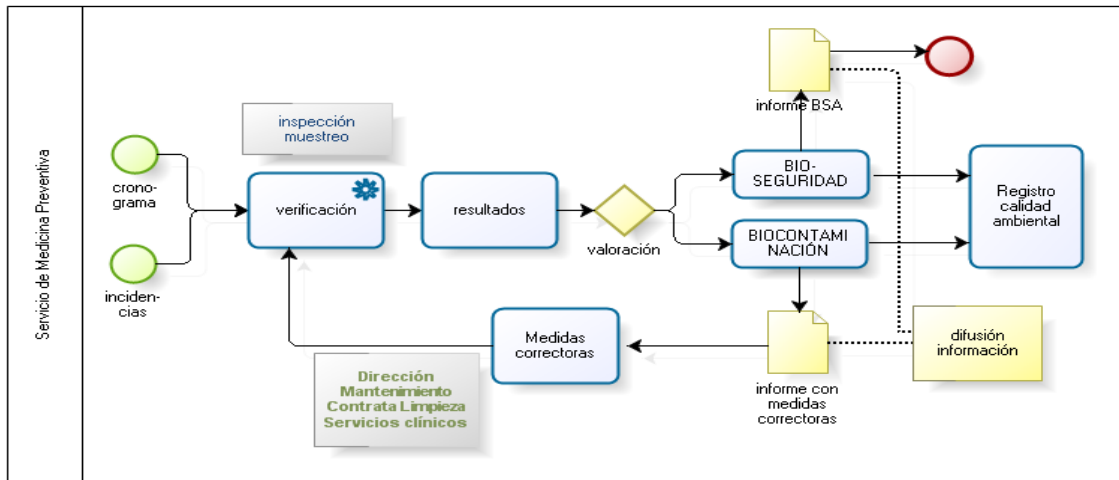 Servicio de Medicina Preventiva
inspección
muestreo
crono-
grama
inciden-
cias
verificación
resultados
valoración
informe BSA
BIO-
SEGURIDAD
BIOCONTAMI
NACIÓN
Registro
calidad
ambiental
Medidas
correctoras
Dirección
Mantenimiento
Contrata Limpieza
Servicios clínicos
informe con
medidas
correctoras
difusión
información